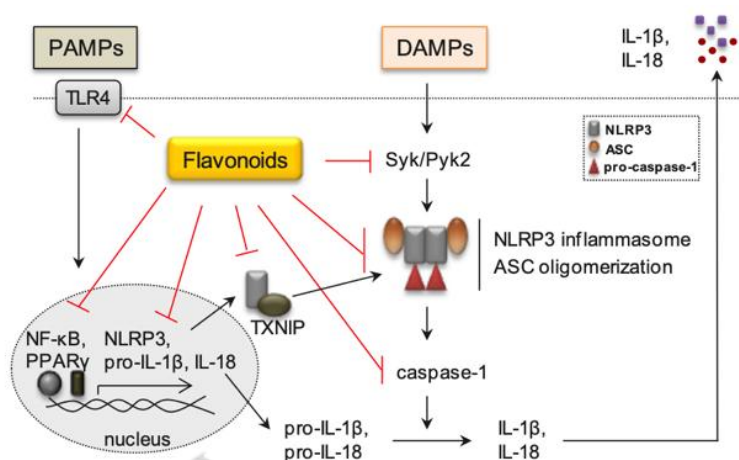 PAMPs
DAMPs
IL-1β,
IL-18
TLR4
NLRP3
ASC
pro-caspase-1
Flavonoids
Syk/Pyk2
NLRP3 inflammasome
ASC oligomerization
TXNIP
NF-κB,
PPARγ
NLRP3,
pro-IL-1β, IL-18
caspase-1
nucleus
pro-IL-1β,
pro-IL-18
IL-1β,
IL-18